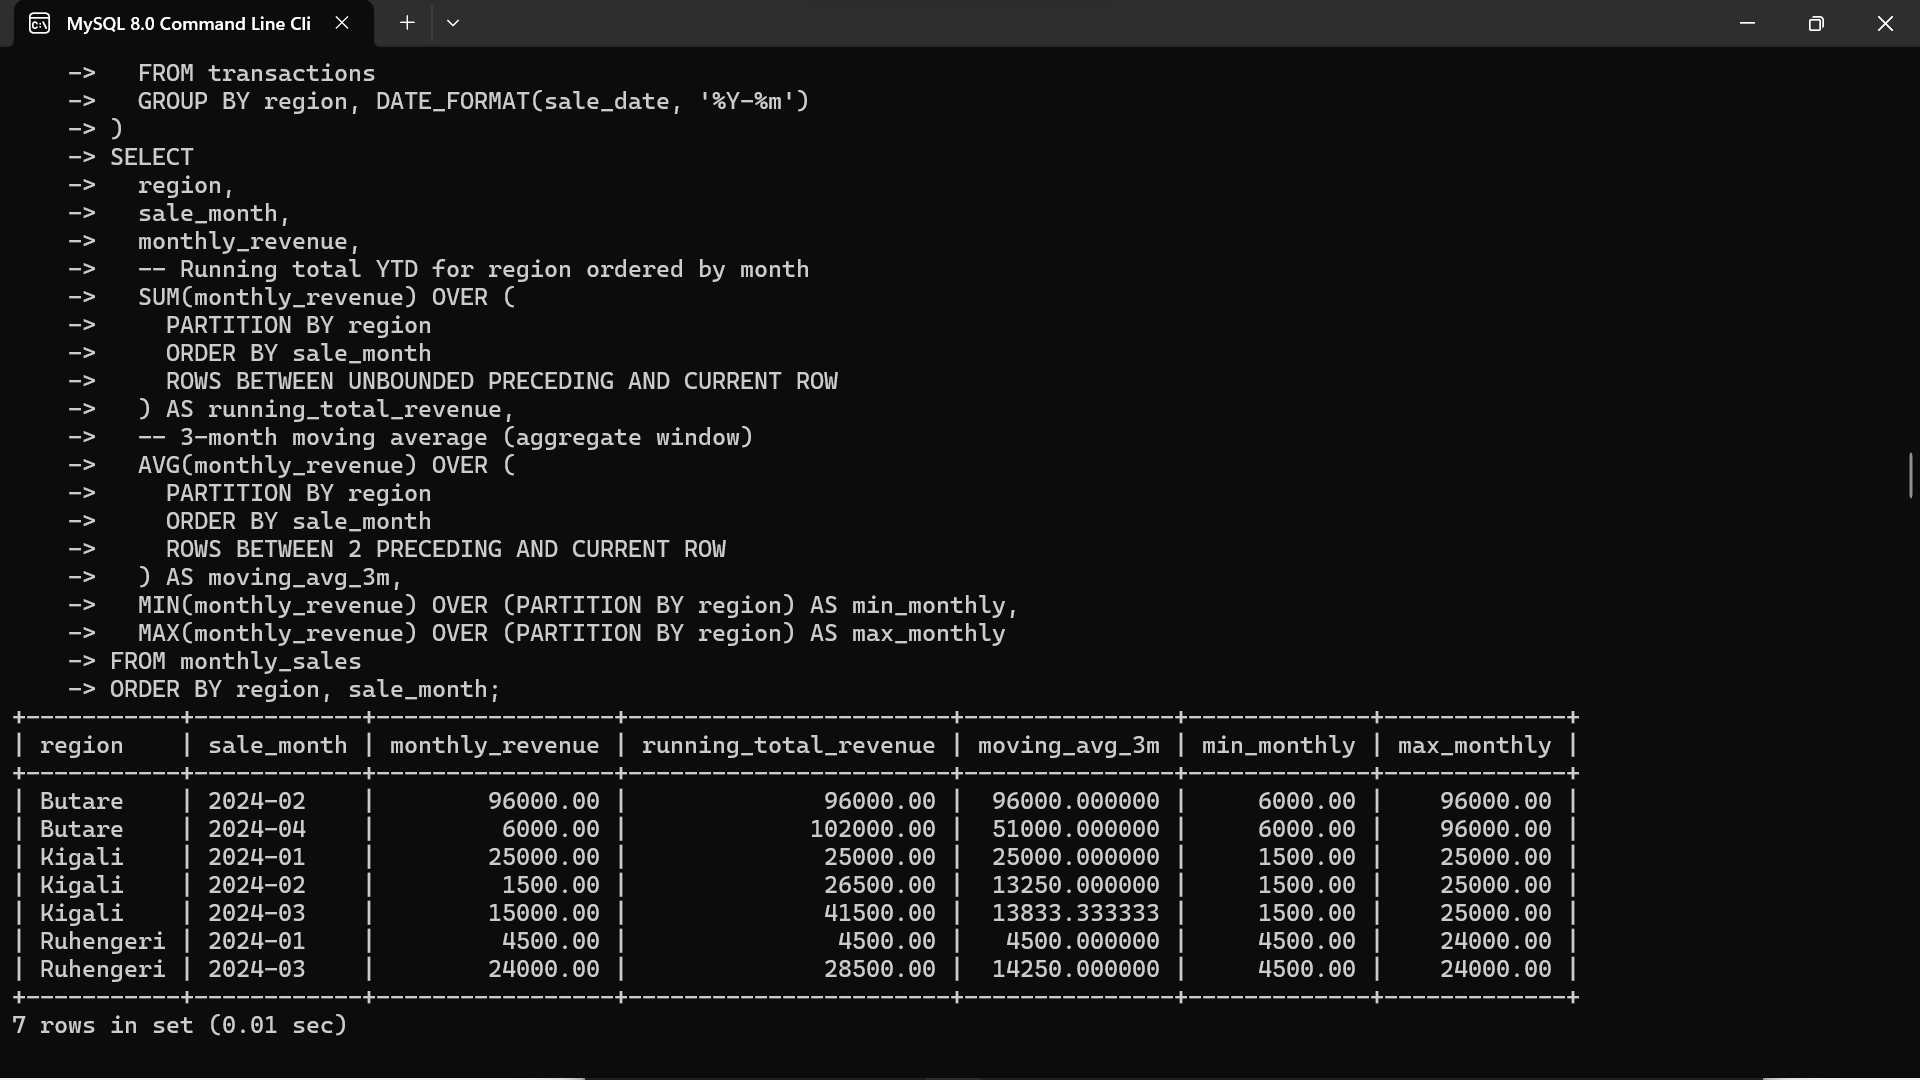 MySQL 8.0 Command Line Cli
    ->   FROM transactions
    ->   GROUP BY region, DATE_FORMAT(sale_date, '%Y-%m')
    -> )
    -> SELECT
    ->   region,
    ->   sale_month,
    ->   monthly_revenue,
    ->   -- Running total YTD for region ordered by month
    ->   SUM(monthly_revenue) OVER (
    ->     PARTITION BY region
    ->     ORDER BY sale_month
    ->     ROWS BETWEEN UNBOUNDED PRECEDING AND CURRENT ROW
    ->   ) AS running_total_revenue,
    ->   -- 3-month moving average (aggregate window)
    ->   AVG(monthly_revenue) OVER (
    ->     PARTITION BY region
    ->     ORDER BY sale_month
    ->     ROWS BETWEEN 2 PRECEDING AND CURRENT ROW
    ->   ) AS moving_avg_3m,
    ->   MIN(monthly_revenue) OVER (PARTITION BY region) AS min_monthly,
    ->   MAX(monthly_revenue) OVER (PARTITION BY region) AS max_monthly
    -> FROM monthly_sales
    -> ORDER BY region, sale_month;
+-----------+------------+-----------------+-----------------------+---------------+-------------+-------------+
| region    | sale_month | monthly_revenue | running_total_revenue | moving_avg_3m | min_monthly | max_monthly |
+-----------+------------+-----------------+-----------------------+---------------+-------------+-------------+
| Butare    | 2024-02    |        96000.00 |              96000.00 |  96000.000000 |     6000.00 |    96000.00 |
| Butare    | 2024-04    |         6000.00 |             102000.00 |  51000.000000 |     6000.00 |    96000.00 |
| Kigali    | 2024-01    |        25000.00 |              25000.00 |  25000.000000 |     1500.00 |    25000.00 |
| Kigali    | 2024-02    |         1500.00 |              26500.00 |  13250.000000 |     1500.00 |    25000.00 |
| Kigali    | 2024-03    |        15000.00 |              41500.00 |  13833.333333 |     1500.00 |    25000.00 |
| Ruhengeri | 2024-01    |         4500.00 |               4500.00 |   4500.000000 |     4500.00 |    24000.00 |
| Ruhengeri | 2024-03    |        24000.00 |              28500.00 |  14250.000000 |     4500.00 |    24000.00 |
+-----------+------------+-----------------+-----------------------+---------------+-------------+-------------+
7 rows in set (0.01 sec)